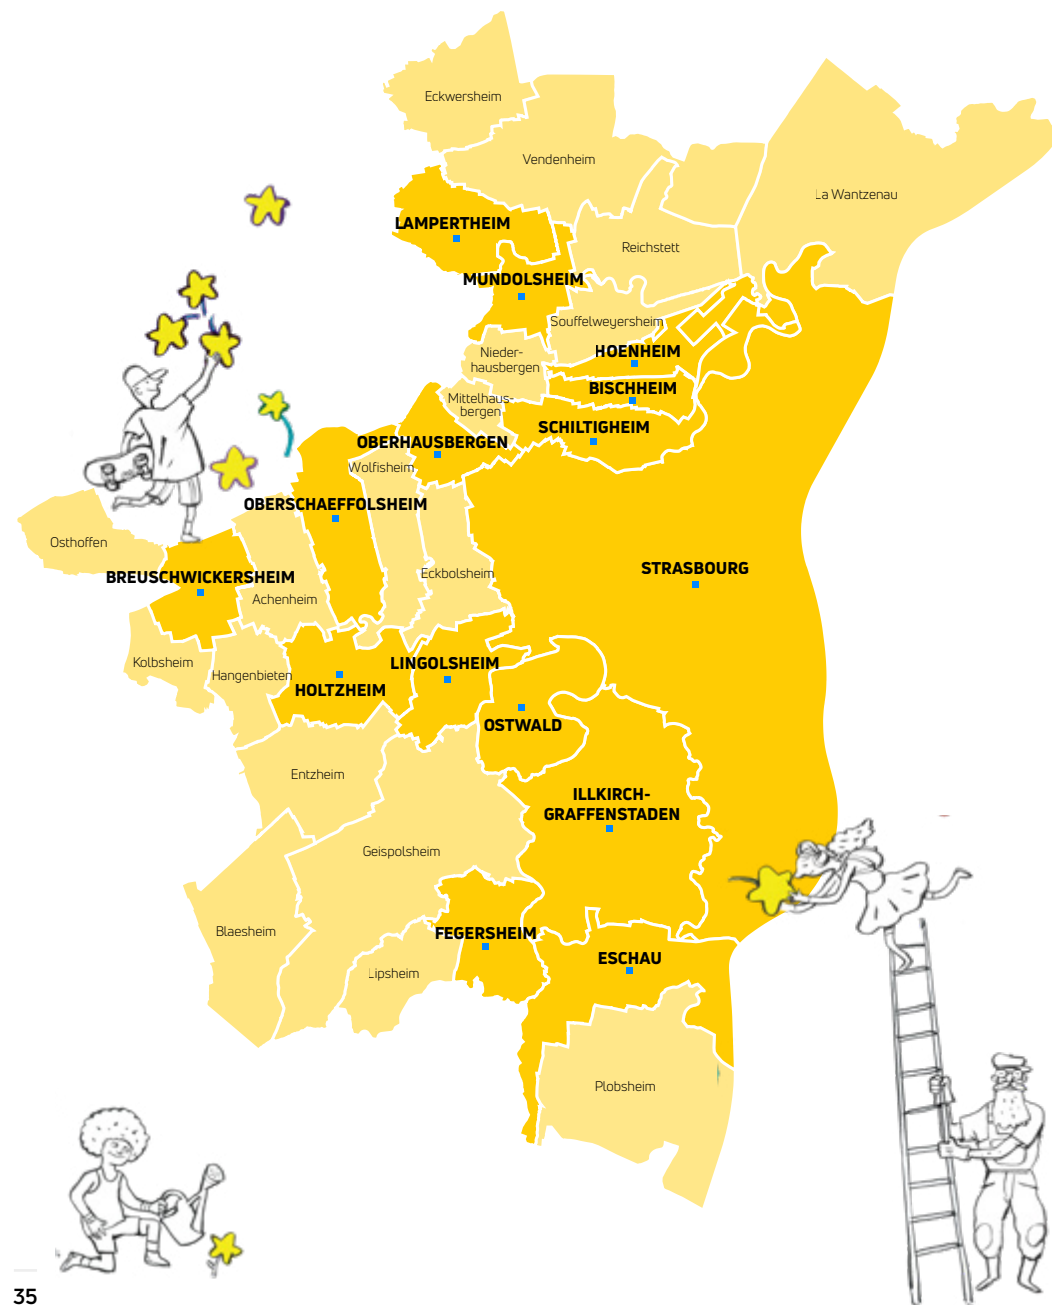 Eckwersheim
Vendenheim
La Wantzenau
LAMPERTHEIM
Reichstett
MUNDOLSHEIM
Souffelweyersheim
HOENHEIM
Nieder-
hausbergen
BISCHHEIM
Mittelhaus-
bergen
SCHILTIGHEIM
OBERHAUSBERGEN
Wolfisheim
OBERSCHAEFFOLSHEIM
Osthoffen
STRASBOURG
BREUSCHWICKERSHEIM
Eckbolsheim
Achenheim
Kolbsheim
LINGOLSHEIM
Hangenbieten
HOLTZHEIM
OSTWALD
Entzheim
ILLKIRCH-
GRAFFENSTADEN
Geispolsheim
Blaesheim
FEGERSHEIM
ESCHAU
Lipsheim
Plobsheim
35